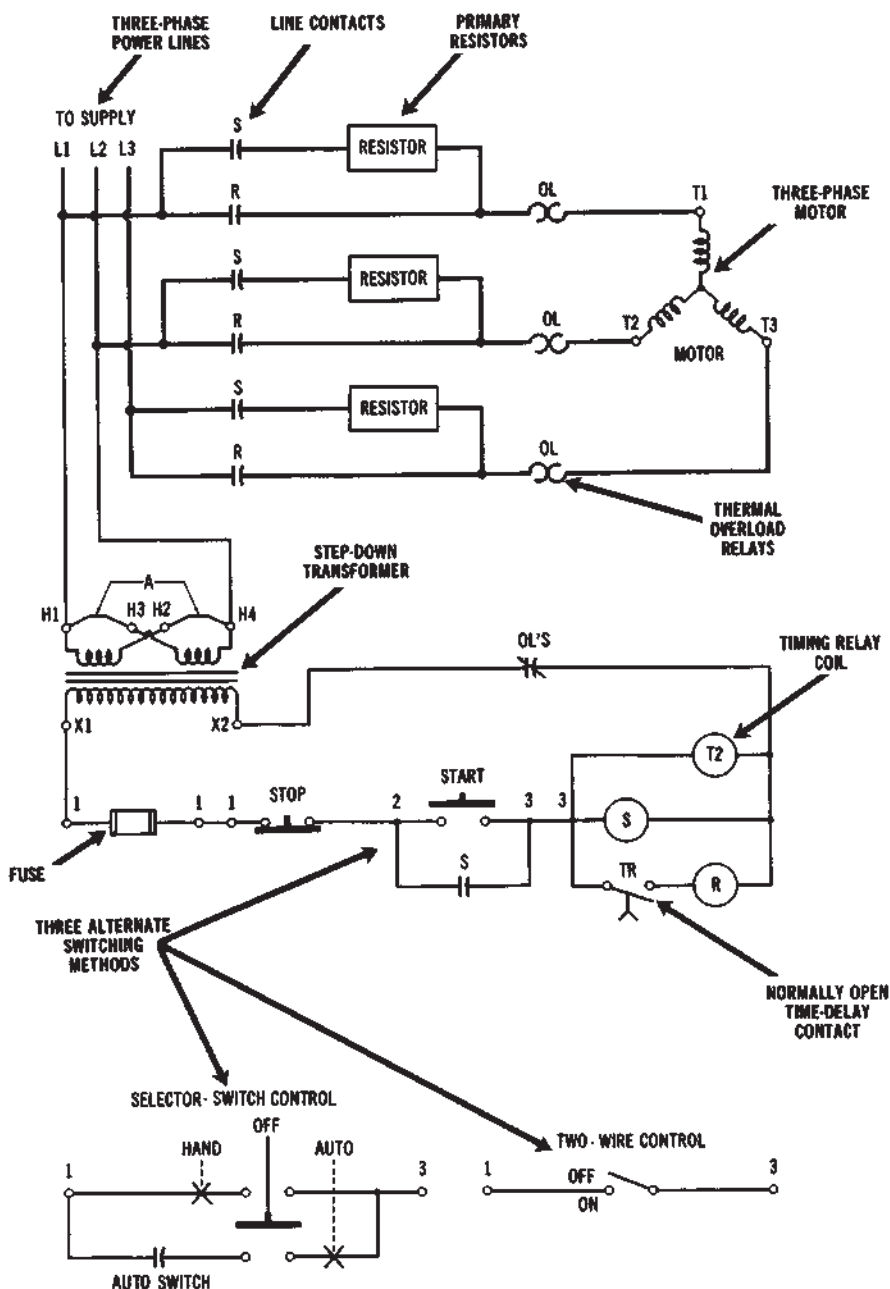 THREE-PHASE
POWER LINES
LINE CONTACTS
PRIMARY
RESISTORS
TO SUPPLY
L1 L2 L3
S
RESISTOR
R
OL
T1
THREE-PHASE
MOTOR
S
RESISTOR
R
OL
T2
T3
MOTOR
S
RESISTOR
R
OL
THERMAL
OVERLOAD
RELAYS
STEP-DOWN
TRANSFORMER
A
H1 H3 H2 H4
OL'S
TIMING RELAY
COIL
X1 X2
T2
1 1 1 STOP 2 START 3 3
S
S
FUSE
TR
R
THREE ALTERNATE
SWITCHING
METHODS
NORMALLY OPEN
TIME-DELAY
CONTACT
SELECTOR-SWITCH CONTROL
OFF
HAND AUTO
1 3
AUTO SWITCH
TWO-WIRE CONTROL
1 OFF 3
ON